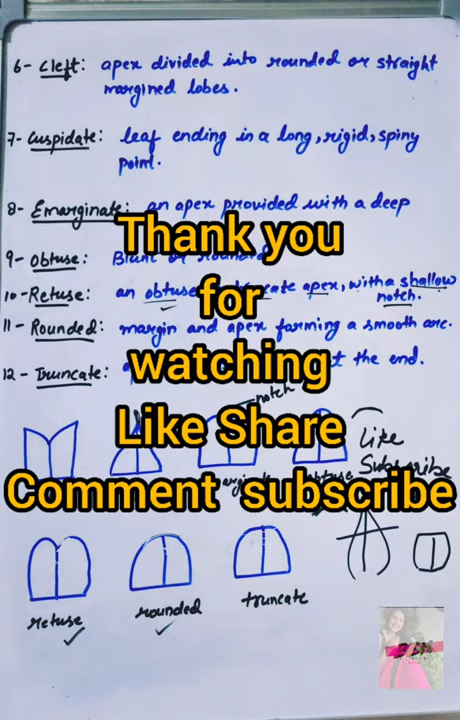 6- Cleft: apex divided into rounded or straight
margined lobes.
7- Cuspidate: leaf ending in a long, rigid, spiny
point.
8- Emarginate: an apex provided with a deep
Thank you
9- Obtuse: Blunt or
for
10- Retuse: an obtuse apex, with a shallow
notch.
11- Rounded: margin and apex forming a smooth arc.
watching
12- Truncate: the end.
notch
Like Share
Like
Subscribe
Comment subscribe
retuse
rounded
truncate